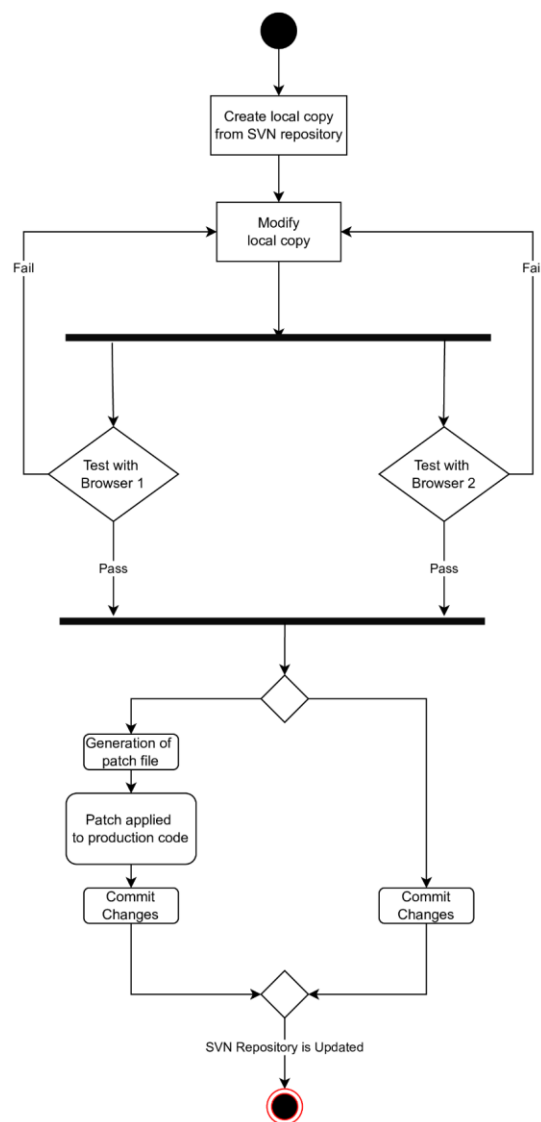 Create local copy
from SVN repository
Modify
local copy
Fail
Fai
Test with
Browser 1
Test with
Browser 2
Pass
Pass
Generation of
patch file
Patch applied
to production code
Commit
Changes
Commit
Changes
SVN Repository is Updated